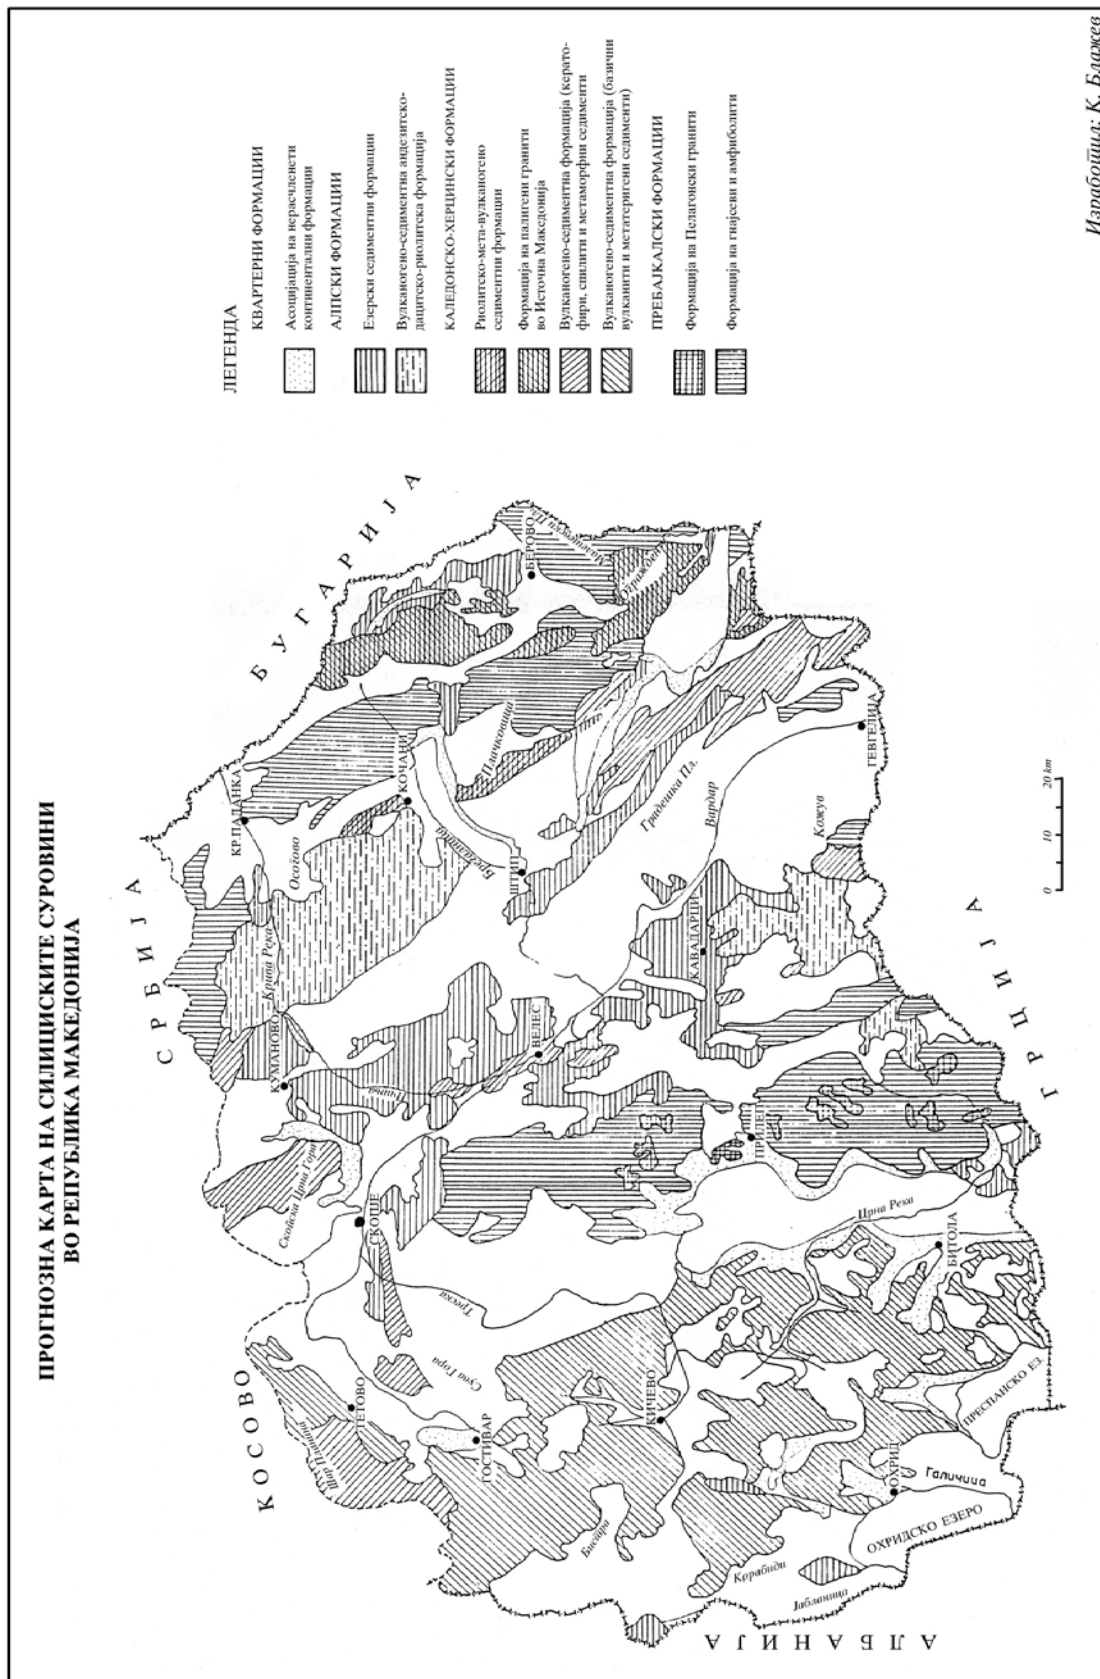 ПРОГНОЗНА КАРТА НА СИЛИЦИСКИТЕ СУРОВИНИ
ВО РЕПУБЛИКА МАКЕДОНИЈА
КОСОВО
СРБИЈА
БУГАРИЈА
АЛБАНИЈА
ГРЦИЈА
Шар Планина
ТЕТОВО
ГОСТИВАР
Сува Гора
Треска
СКОПЈЕ
Скопска Црна Гора
КУМАНОВО
Крива Река
Пчиња
КР.ПАЛАНКА
Осогово
КОЧАНИ
Брегалница
Плачковица
ШТИП
ВЕЛЕС
БЕРОВО
Малешевски Пл.
Огражден
Градешка Пл.
Вардар
КАВАДАРЦИ
Кожув
ГЕВГЕЛИЈА
ПРИЛЕП
Црна Река
БИТОЛА
КИЧЕВО
Бистра
Крабиди
Јабланица
ОХРИД
ОХРИДСКО ЕЗЕРО
Галичица
ПРЕСПАНСКО ЕЗ.
0 10 20 km
ЛЕГЕНДА
КВАРТЕРНИ ФОРМАЦИИ
Асоцијација на нерасчленети
континентални формации
АЛПСКИ ФОРМАЦИИ
Езерски седиментни формации
Вулканогено-седиментна андезитско-
дацитско-риолитска формација
КАЛЕДОНСКО-ХЕРЦИНСКИ ФОРМАЦИИ
Риолитско-мета-вулканогено
седиментни формации
Формација на палигени гранити
во Источна Македонија
Вулканогено-седиментна формација (керато-
фири, спилити и метаморфни седименти
Вулканогено-седиментна формација (базични
вулканити и метатеригени седименти)
ПРЕБАЈКАЛСКИ ФОРМАЦИИ
Формација на Пелагонски гранити
Формација на гнајсеви и амфиболити
Изработил: К. Блажев